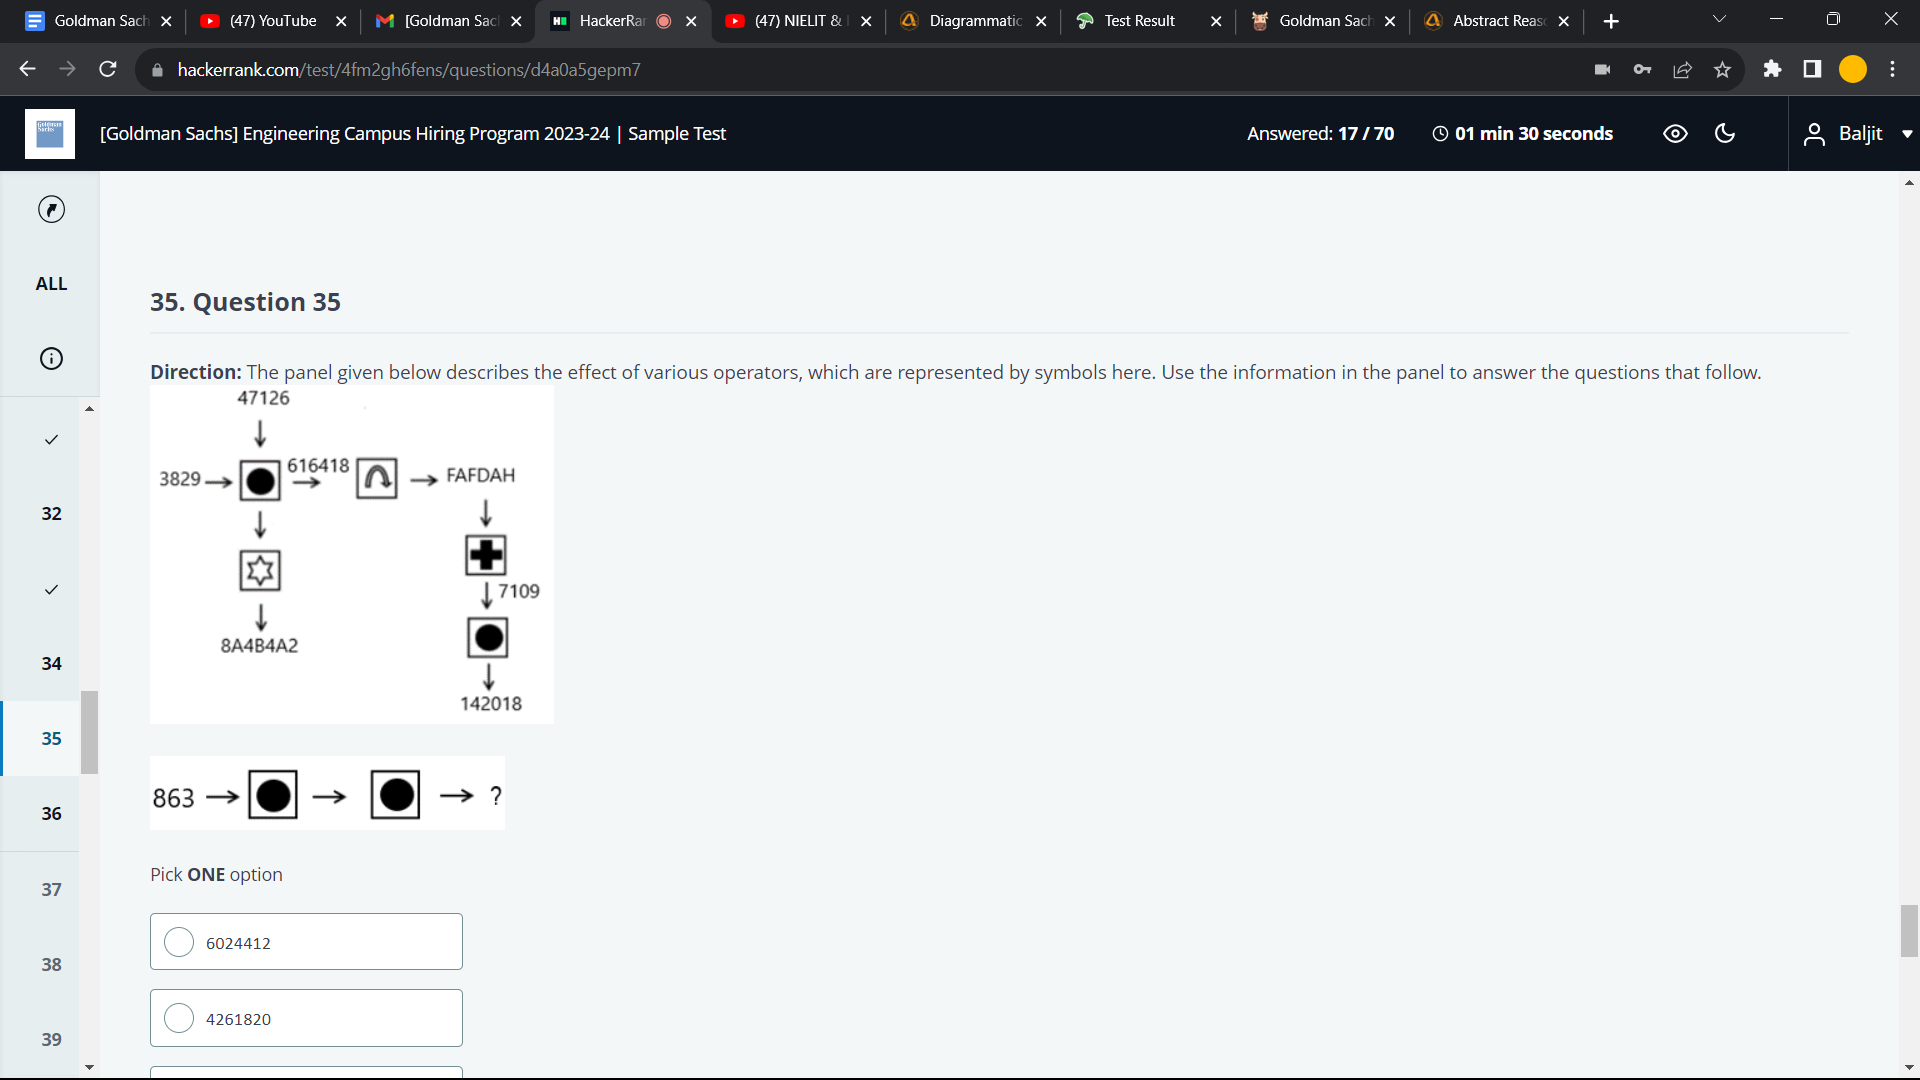 Goldman Sach
(47) YouTube
[Goldman Sac
HackerRar
(47) NIELIT &
Diagrammatic
Test Result
Goldman Sach
Abstract Reas
hackerrank.com/test/4fm2gh6fens/questions/d4a0a5gepm7
Goldman
Sachs
[Goldman Sachs] Engineering Campus Hiring Program 2023-24 | Sample Test
Answered: 17 / 70
01 min 30 seconds
Baljit
ALL
32
34
35
36
37
38
39
35. Question 35
Direction: The panel given below describes the effect of various operators, which are represented by symbols here. Use the information in the panel to answer the questions that follow.
47126
3829
616418
FAFDAH
7109
8A4B4A2
142018
863
?
Pick ONE option
6024412
4261820